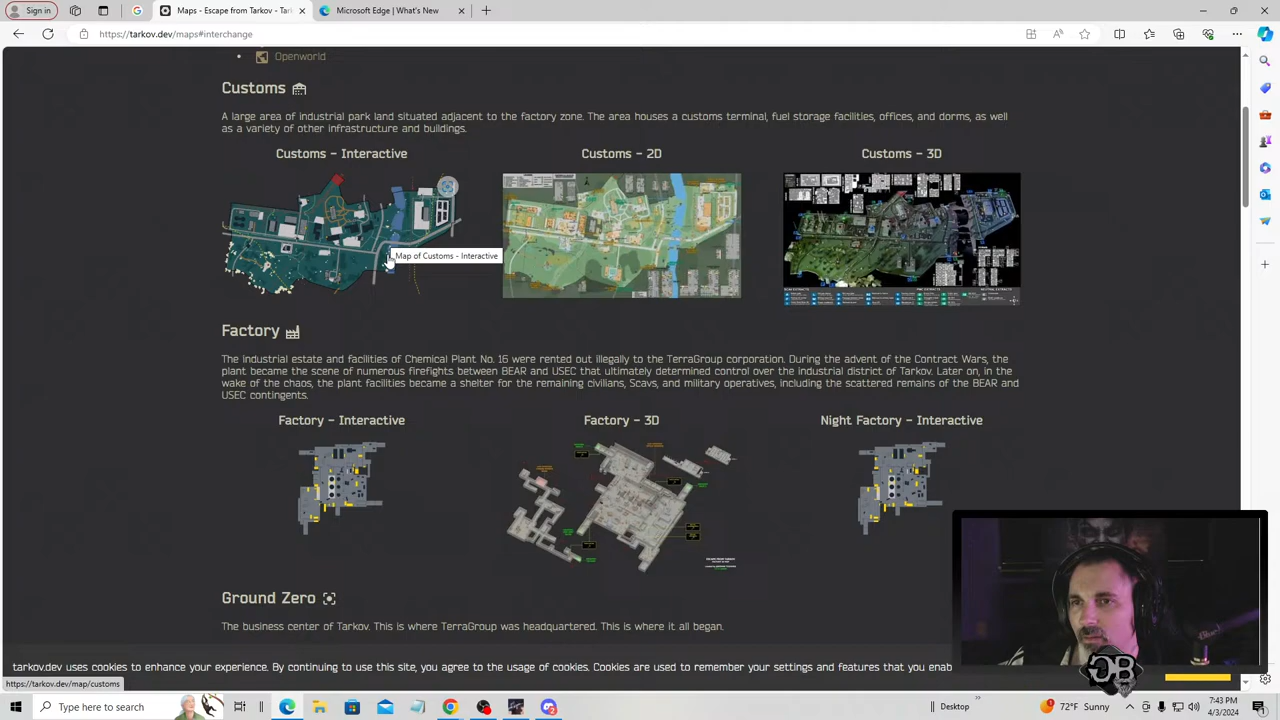 Sign in
Maps - Escape from Tarkov - Tar
Microsoft Edge | What's New
https://tarkov.dev/maps#interchange
Openworld
Customs
A large area of industrial park land situated adjacent to the factory zone. The area houses a customs terminal, fuel storage facilities, offices, and dorms, as well
as a variety of other infrastructure and buildings.
Customs - Interactive
Customs - 2D
Customs - 3D
Map of Customs - Interactive
Factory
The industrial estate and facilities of Chemical Plant No. 16 were rented out illegally to the TerraGroup corporation. During the advent of the Contract Wars, the
plant became the scene of numerous firefights between BEAR and USEC that ultimately determined control over the industrial district of Tarkov. Later on, in the
wake of the chaos, the plant facilities became a shelter for the remaining civilians, Scavs, and military operatives, including the scattered remains of the BEAR and
USEC contingents.
Factory - Interactive
Factory - 3D
Night Factory - Interactive
Ground Zero
The business center of Tarkov. This is where TerraGroup was headquartered. This is where it all began.
tarkov.dev uses cookies to enhance your experience. By continuing to use this site, you agree to the usage of cookies. Cookies are used to remember your settings and features that you enab
https://tarkov.dev/map/customs
Type here to search
Desktop
72°F Sunny
7:43 PM
4/3/2024